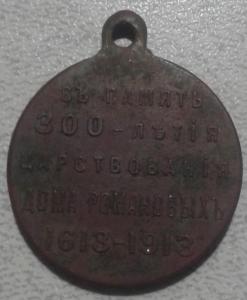 ВЪ ПАМЯТЬ
300-ЛѢТІЯ
ЦАРСТВОВАНІЯ
ДОМА РОМАНОВЫХЪ
1613-1913